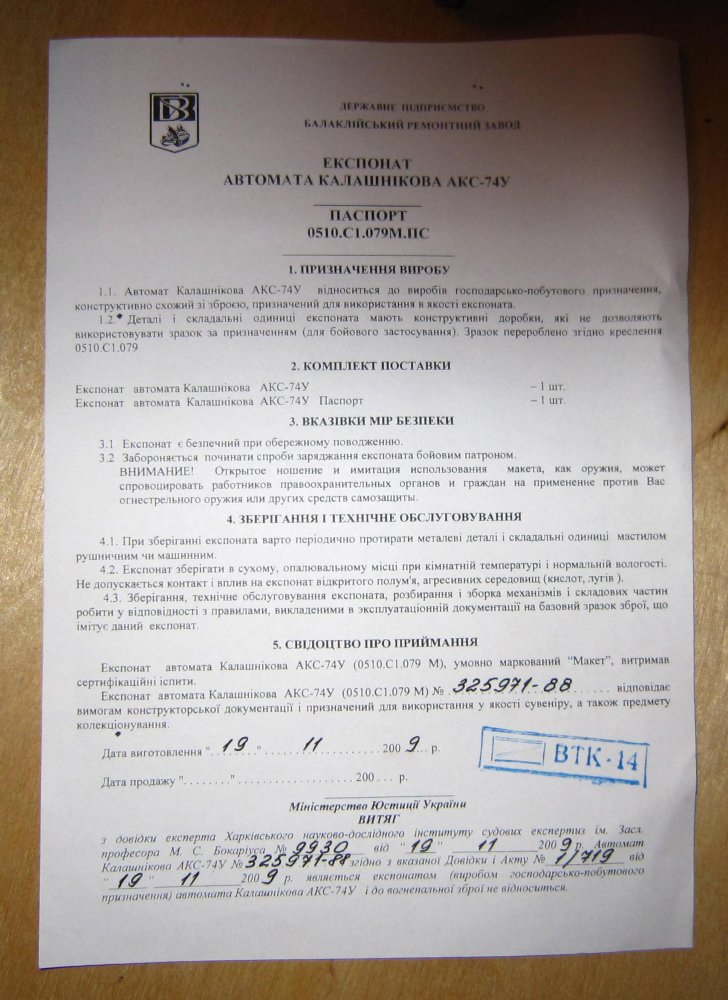 ДЕРЖАВНЕ ПІДПРИЄМСТВО
БАЛАКЛІЙСЬКИЙ РЕМОНТНИЙ ЗАВОД
ЕКСПОНАТ
АВТОМАТА КАЛАШНІКОВА АКС-74У
ПАСПОРТ
0510.С1.079М.ПС
1. ПРИЗНАЧЕННЯ ВИРОБУ
1.1. Автомат Калашнікова АКС-74У відноситься до виробів господарсько-побутового призначення,
конструктивно схожий зі зброєю, призначений для використання в якості експоната.
1.2. Деталі і складальні одиниці експоната мають конструктивні доробки, які не дозволяють
використовувати зразок за призначенням (для бойового застосування). Зразок перероблено згідно креслення
0510.С1.079
2. КОМПЛЕКТ ПОСТАВКИ
Експонат автомата Калашнікова АКС-74У – 1 шт.
Експонат автомата Калашнікова АКС-74У Паспорт – 1 шт.
3. ВКАЗІВКИ МІР БЕЗПЕКИ
3.1 Експонат є безпечний при обережному поводженню.
3.2 Забороняється починати спроби заряджання експоната бойовим патроном.
ВНИМАНИЕ! Открытое ношение и имитация использования макета, как оружия, может
спровоцировать работников правоохранительных органов и граждан на применение против Вас
огнестрельного оружия или других средств самозащиты.
4. ЗБЕРІГАННЯ І ТЕХНІЧНЕ ОБСЛУГОВУВАННЯ
4.1. При зберіганні експоната варто періодично протирати металеві деталі і складальні одиниці мастилом
рушничним чи машинним.
4.2. Експонат зберігати в сухому, опалювальному місці при кімнатній температурі і нормальній вологості.
Не допускається контакт і вплив на експонат відкритого полум'я, агресивних середовищ (кислот, лугів ).
4.3. Зберігання, технічне обслуговування експоната, розбирання і зборка механізмів і складових частин
робити у відповідності з правилами, викладеними в эксплуатаційній документації на базовий зразок зброї, що
імітує даний експонат.
5. СВІДОЦТВО ПРО ПРИЙМАННЯ
Експонат автомата Калашнікова АКС-74У (0510.С1.079 М), умовно маркований “Макет”, витримав
сертифікаційні іспити.
Експонат автомата Калашнікова АКС-74У (0510.С1.079 М) № . 325971-88 . . . . . . відповідає
вимогам конструкторської документації і призначений для використання у якості сувеніру, а також предмету
колекціонування.
Дата виготовлення ". 19 . ." . . . . . 11 . . . . . . . . . . 200 9 . . . р.
ВТК - 14
Дата продажу ". . . . . . . ." . . . . . . . . . . . . . . . . . . . . 200 . . . р.
Міністерство Юстиції України
ВИТЯГ
з довідки експерта Харківського науково-дослідного інституту судових експертиз ім. Засл.
професора М. С. Бокаріуса № 9930 від " 19 " 11 200 9 р. Автомат
Калашнікова АКС-74У № 325971-88 згідно з вказаної Довідки і Акту № 1/719 від
" 19 " 11 200 9 р. являється експонатом (виробом господарсько-побутового
призначення) автомата Калашнікова АКС-74У і до вогнепальної зброї не відноситься.